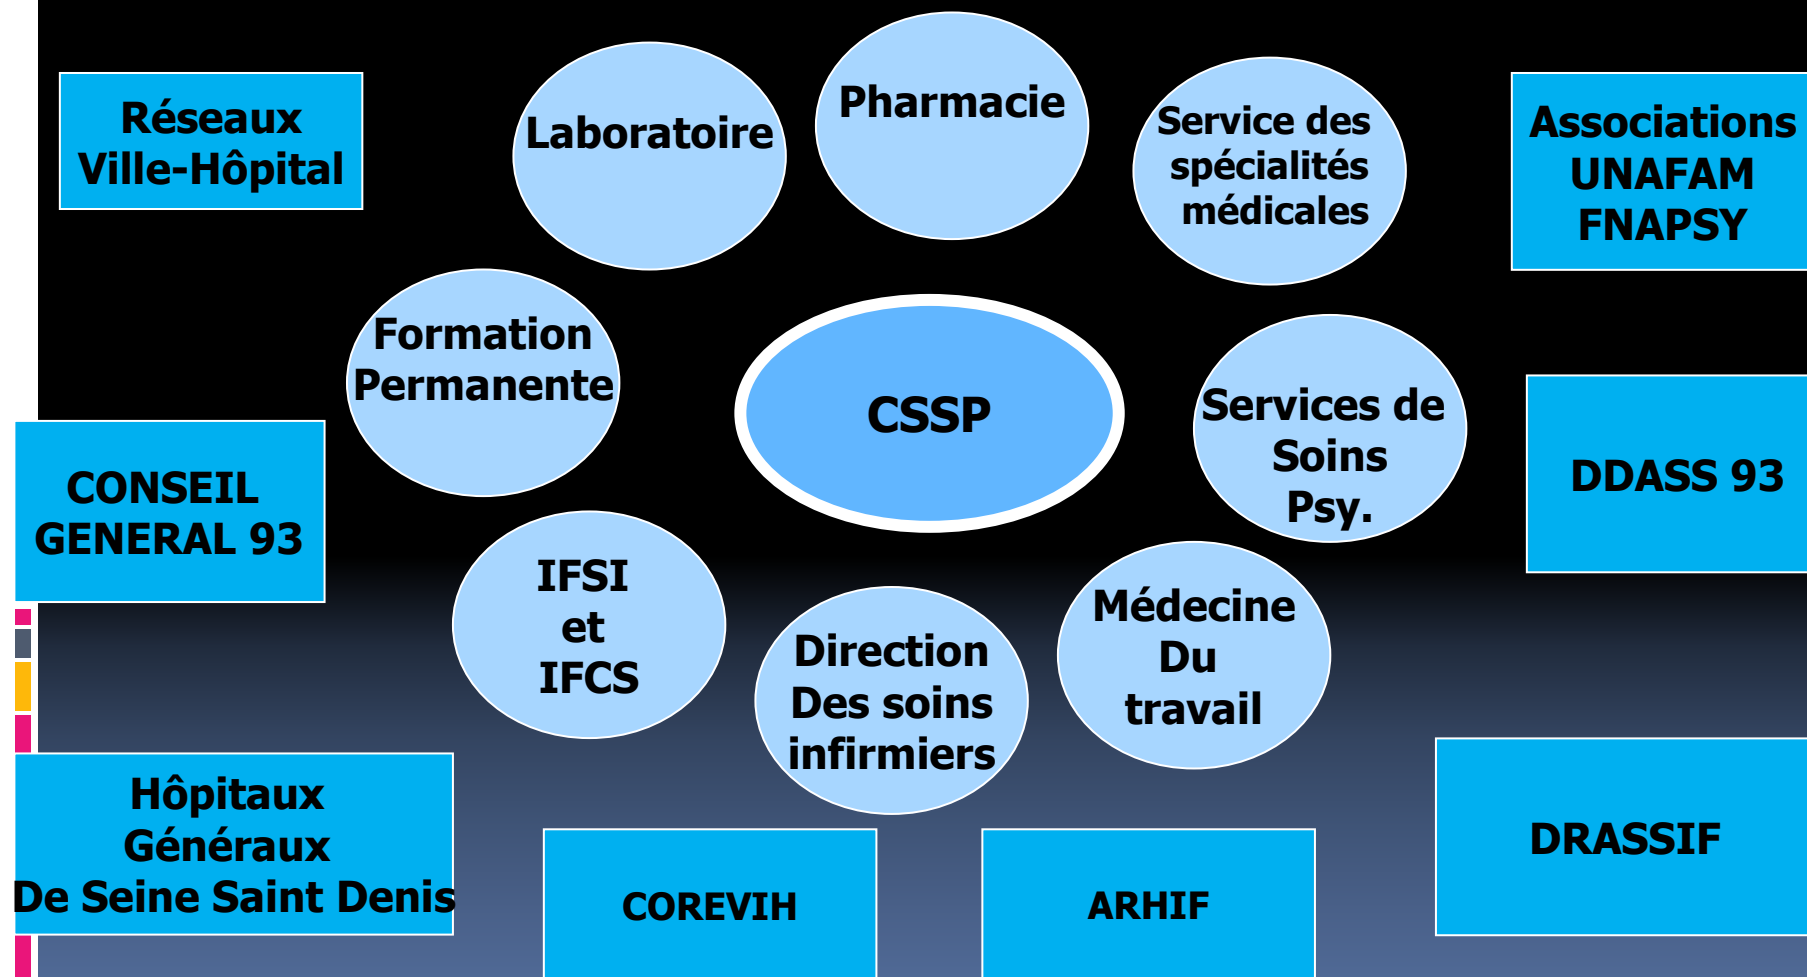 Réseaux
Ville-Hôpital
Laboratoire
Pharmacie
Service des
spécialités
médicales
Associations
UNAFAM
FNAPSY
Formation
Permanente
CSSP
Services de
Soins
Psy.
DDASS 93
CONSEIL
GENERAL 93
IFSI
et
IFCS
Direction
Des soins
infirmiers
Médecine
Du
travail
Hôpitaux
Généraux
De Seine Saint Denis
COREVIH
ARHIF
DRASSIF